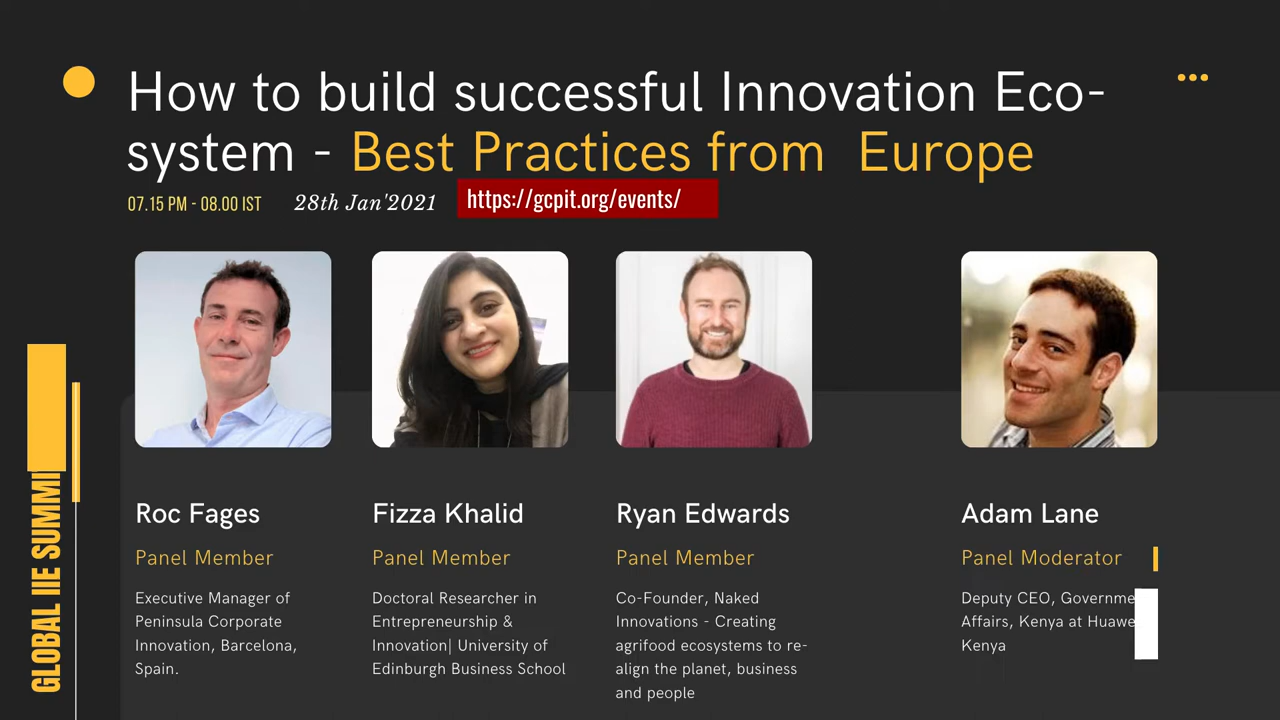 How to build successful Innovation Eco-
system - Best Practices from Europe
07.15 PM - 08.00 IST 28th Jan'2021 https://gcpit.org/events/
Roc Fages
Panel Member
Executive Manager of
Peninsula Corporate
Innovation, Barcelona,
Spain.
Fizza Khalid
Panel Member
Doctoral Researcher in
Entrepreneurship &
Innovation| University of
Edinburgh Business School
Ryan Edwards
Panel Member
Co-Founder, Naked
Innovations - Creating
agrifood ecosystems to re-
align the planet, business
and people
Adam Lane
Panel Moderator
Deputy CEO, Governme
Affairs, Kenya at Huawe
Kenya
GLOBAL IIE SUMMI